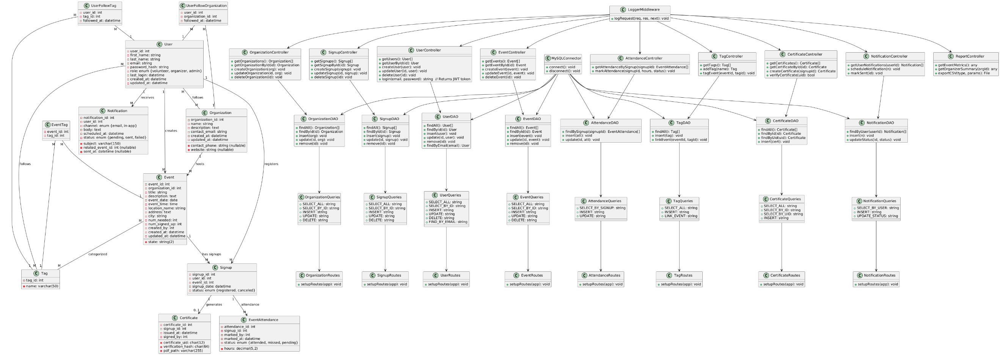 UserFollowTag
user_id: int
tag_id: int
followed_at: datetime
UserFollowOrganization
user_id: int
organization_id: int
followed_at: datetime
LoggerMiddleware
logRequest(req, res, next): void
M
M
M
M
1
1
User
user_id: int
first_name: string
last_name: string
email: string
password_hash: string
role: enum {volunteer, organizer, admin}
last_login: datetime
created_at: datetime
updated_at: datetime
OrganizationController
getOrganizations(): Organization[]
getOrganizationById(id): Organization
createOrganization(org): void
updateOrganization(id, org): void
deleteOrganization(id): void
SignupController
getSignups(): Signup[]
getSignupById(id): Signup
createSignup(signup): void
updateSignup(id, signup): void
deleteSignup(id): void
UserController
getUsers(): User[]
getUserById(id): User
createUser(user): void
updateUser(id, user): void
deleteUser(id): void
login(email, password): string // Returns JWT token
EventController
getEvents(): Event[]
getEventById(id): Event
createEvent(event): void
updateEvent(id, event): void
deleteEvent(id): void
MySQLConnector
connect(): void
disconnect(): void
AttendanceController
getAttendanceBySignup(signupId): EventAttendance[]
markAttendance(signupId, hours, status): void
TagController
getTags(): Tag[]
addTag(name): Tag
tagEvent(eventId, tagId): void
CertificateController
getCertificates(): Certificate[]
getCertificateById(id): Certificate
createCertificate(signupId): Certificate
verifyCertificate(uid): bool
NotificationController
getUserNotifications(userId): Notification[]
scheduleNotification(n): void
markSent(id): void
ReportController
getEventMetrics(): any
getOrganizerSummary(orgId): any
exportCSV(type, params): File
M
1
1
1
M
receives
follows
M
M
1
Notification
notification_id: int
user_id: int
channel: enum {email, in-app}
body: text
scheduled_at: datetime
status: enum {pending, sent, failed}
subject: varchar(150)
related_event_id: int (nullable)
sent_at: datetime (nullable)
Organization
organization_id: int
name: string
description: text
contact_email: string
created_at: datetime
updated_at: datetime
contact_phone: string (nullable)
website: string (nullable)
EventTag
event_id: int
tag_id: int
creates
OrganizationDAO
findAll(): Organization[]
findById(id): Organization
insert(org): void
update(id, org): void
remove(id): void
SignupDAO
findAll(): Signup[]
findById(id): Signup
insert(signup): void
update(id, signup): void
remove(id): void
UserDAO
findAll(): User[]
findById(id): User
insert(user): void
update(id, user): void
remove(id): void
findByEmail(email): User
EventDAO
findAll(): Event[]
findById(id): Event
insert(event): void
update(id, event): void
remove(id): void
AttendanceDAO
findBySignup(signupId): EventAttendance[]
insert(att): void
update(id, att): void
TagDAO
findAll(): Tag[]
insert(tag): void
linkEvent(eventId, tagId): void
CertificateDAO
findAll(): Certificate[]
findById(id): Certificate
findByUid(uid): Certificate
insert(cert): void
NotificationDAO
findByUser(userId): Notification[]
insert(n): void
updateStatus(id, status): void
M
M
1
hosts
M
M
follows
registers
Event
event_id: int
organization_id: int
title: string
description: text
event_date: date
event_time: time
location_name: string
address: text
city: string
num_needed: int
num_signed_up: int
created_by: int
created_at: datetime
updated_at: datetime
state: string(2)
1
M
1
OrganizationQueries
SELECT_ALL: string
SELECT_BY_ID: string
INSERT: string
UPDATE: string
DELETE: string
SignupQueries
SELECT_ALL: string
SELECT_BY_ID: string
INSERT: string
UPDATE: string
DELETE: string
UserQueries
SELECT_ALL: string
SELECT_BY_ID: string
INSERT: string
UPDATE: string
DELETE: string
FIND_BY_EMAIL: string
EventQueries
SELECT_ALL: string
SELECT_BY_ID: string
INSERT: string
UPDATE: string
DELETE: string
AttendanceQueries
SELECT_BY_SIGNUP: string
INSERT: string
UPDATE: string
TagQueries
SELECT_ALL: string
INSERT: string
LINK_EVENT: string
CertificateQueries
SELECT_ALL: string
SELECT_BY_ID: string
SELECT_BY_UID: string
INSERT: string
NotificationQueries
SELECT_BY_USER: string
INSERT: string
UPDATE_STATUS: string
categorized
has signups
1
M
1
M
M
M
Tag
tag_id: int
name: varchar(50)
Signup
signup_id: int
user_id: int
event_id: int
signup_date: datetime
status: enum {registered, canceled}
OrganizationRoutes
setupRoutes(app): void
SignupRoutes
setupRoutes(app): void
UserRoutes
setupRoutes(app): void
EventRoutes
setupRoutes(app): void
AttendanceRoutes
setupRoutes(app): void
TagRoutes
setupRoutes(app): void
CertificateRoutes
setupRoutes(app): void
NotificationRoutes
setupRoutes(app): void
1
1
generates
attendance
0..1
M
Certificate
certificate_id: int
signup_id: int
issued_at: datetime
signed_by: int
certificate_uid: char(12)
verification_hash: char(64)
pdf_path: varchar(255)
EventAttendance
attendance_id: int
signup_id: int
marked_by: int
marked_at: datetime
status: enum {attended, missed, pending}
hours: decimal(5,2)